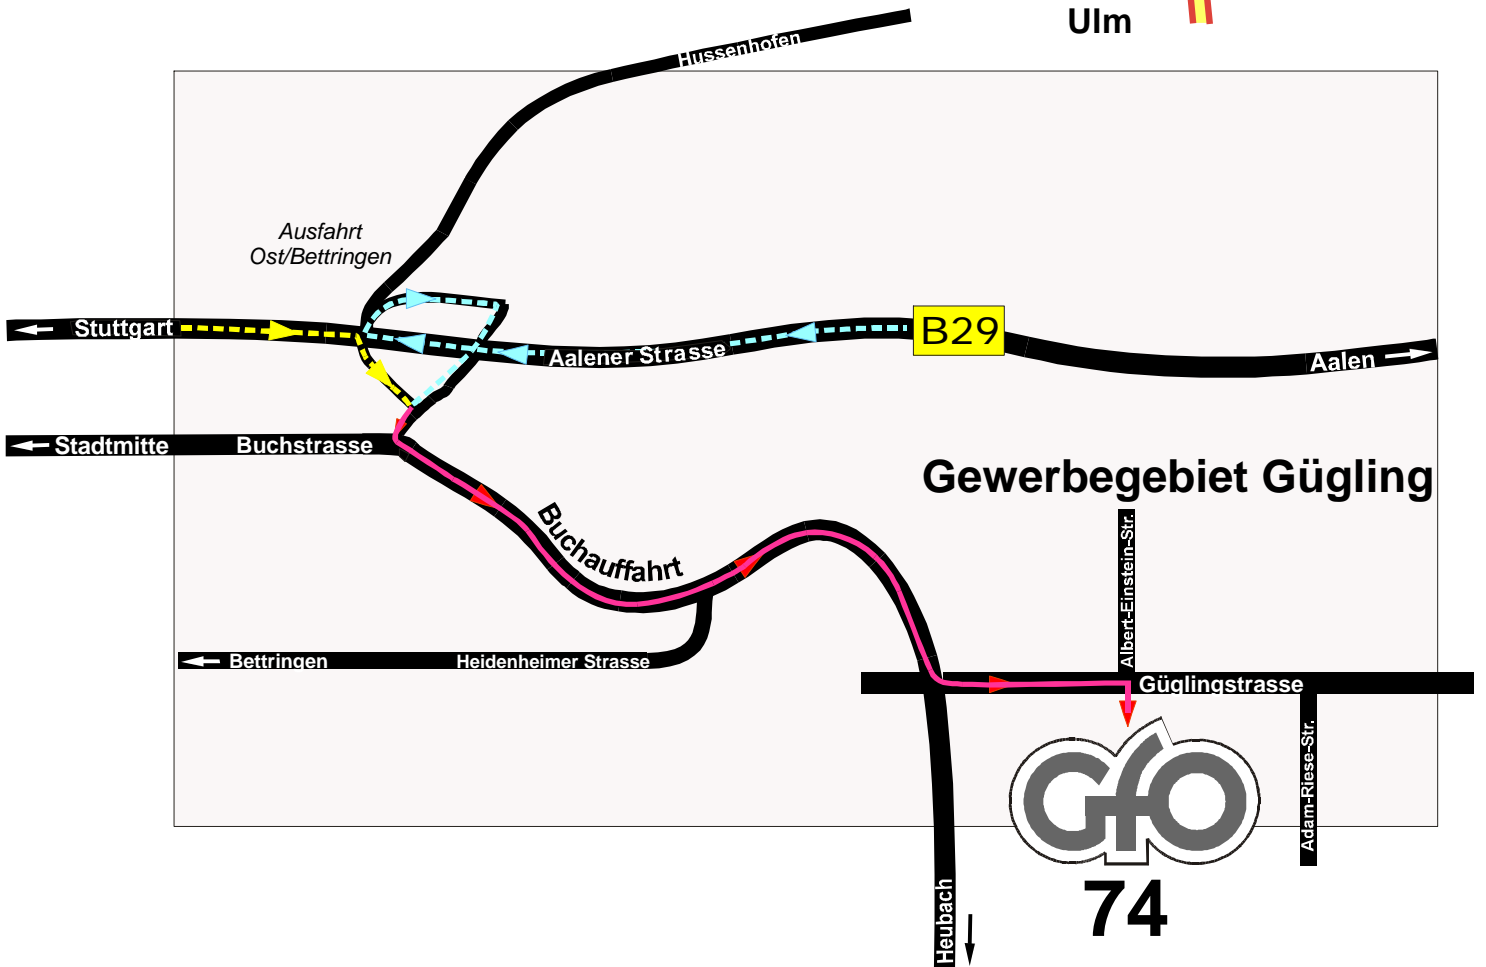 Ulm
Hussenhofen
Ausfahrt
Ost/Bettringen
Stuttgart
B29
Aalener Strasse
Aalen
Stadtmitte
Buchstrasse
Gewerbegebiet Gügling
Buchauffahrt
Albert-Einstein-Str.
Bettringen
Heidenheimer Strasse
Güglingstrasse
GfO
Adam-Riese-Str.
74
Heubach